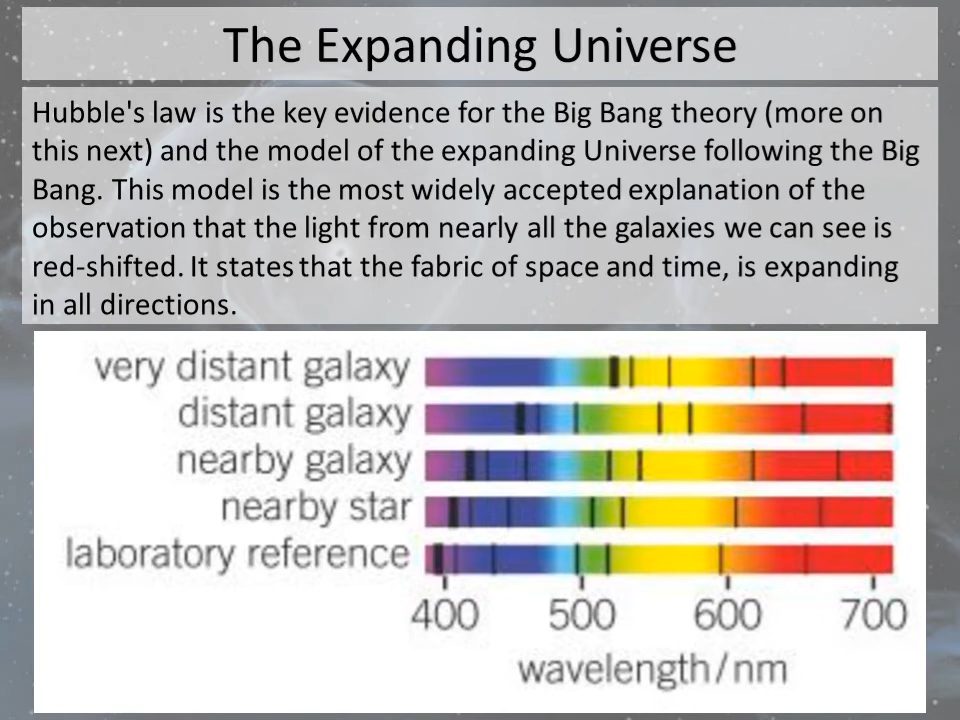 The Expanding Universe
Hubble's law is the key evidence for the Big Bang theory (more on
this next) and the model of the expanding Universe following the Big
Bang. This model is the most widely accepted explanation of the
observation that the light from nearly all the galaxies we can see is
red-shifted. It states that the fabric of space and time, is expanding
in all directions.
very distant galaxy
distant galaxy
nearby galaxy
nearby star
laboratory reference
400 500 600 700
wavelength/nm